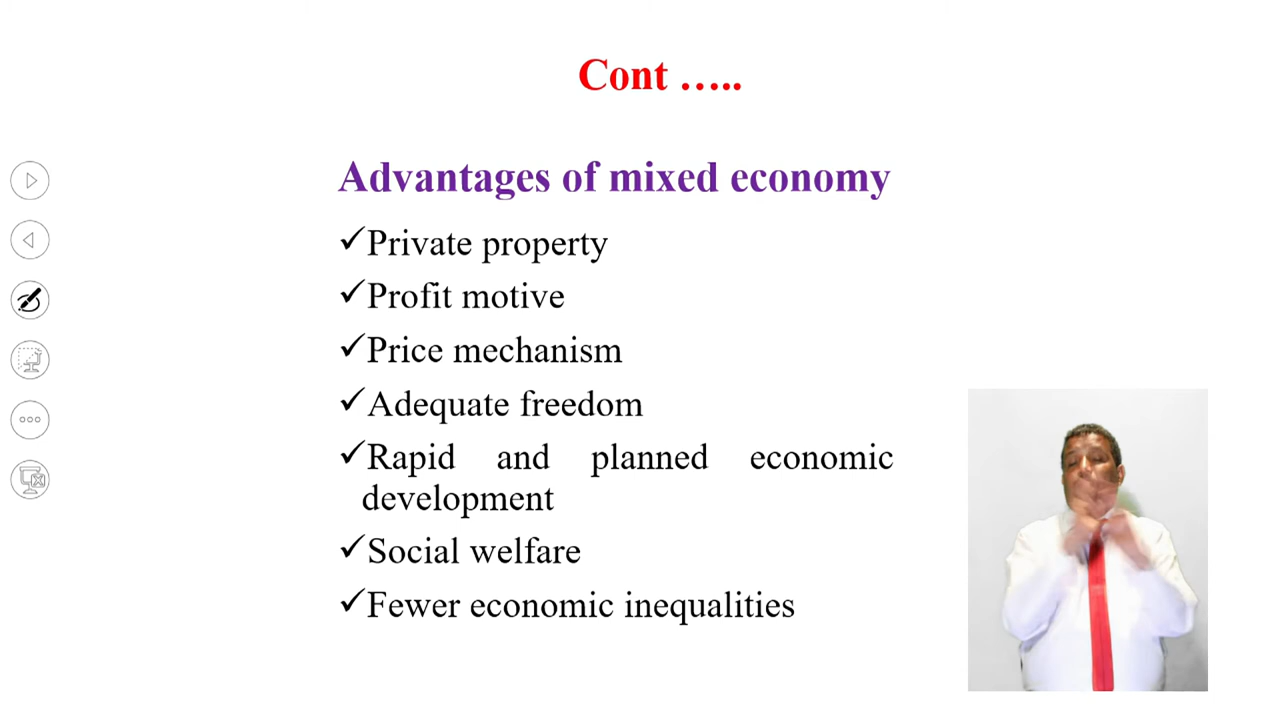 Cont …..
Advantages of mixed economy
✓Private property
✓Profit motive
✓Price mechanism
✓Adequate freedom
✓Rapid and planned economic
development
✓Social welfare
✓Fewer economic inequalities